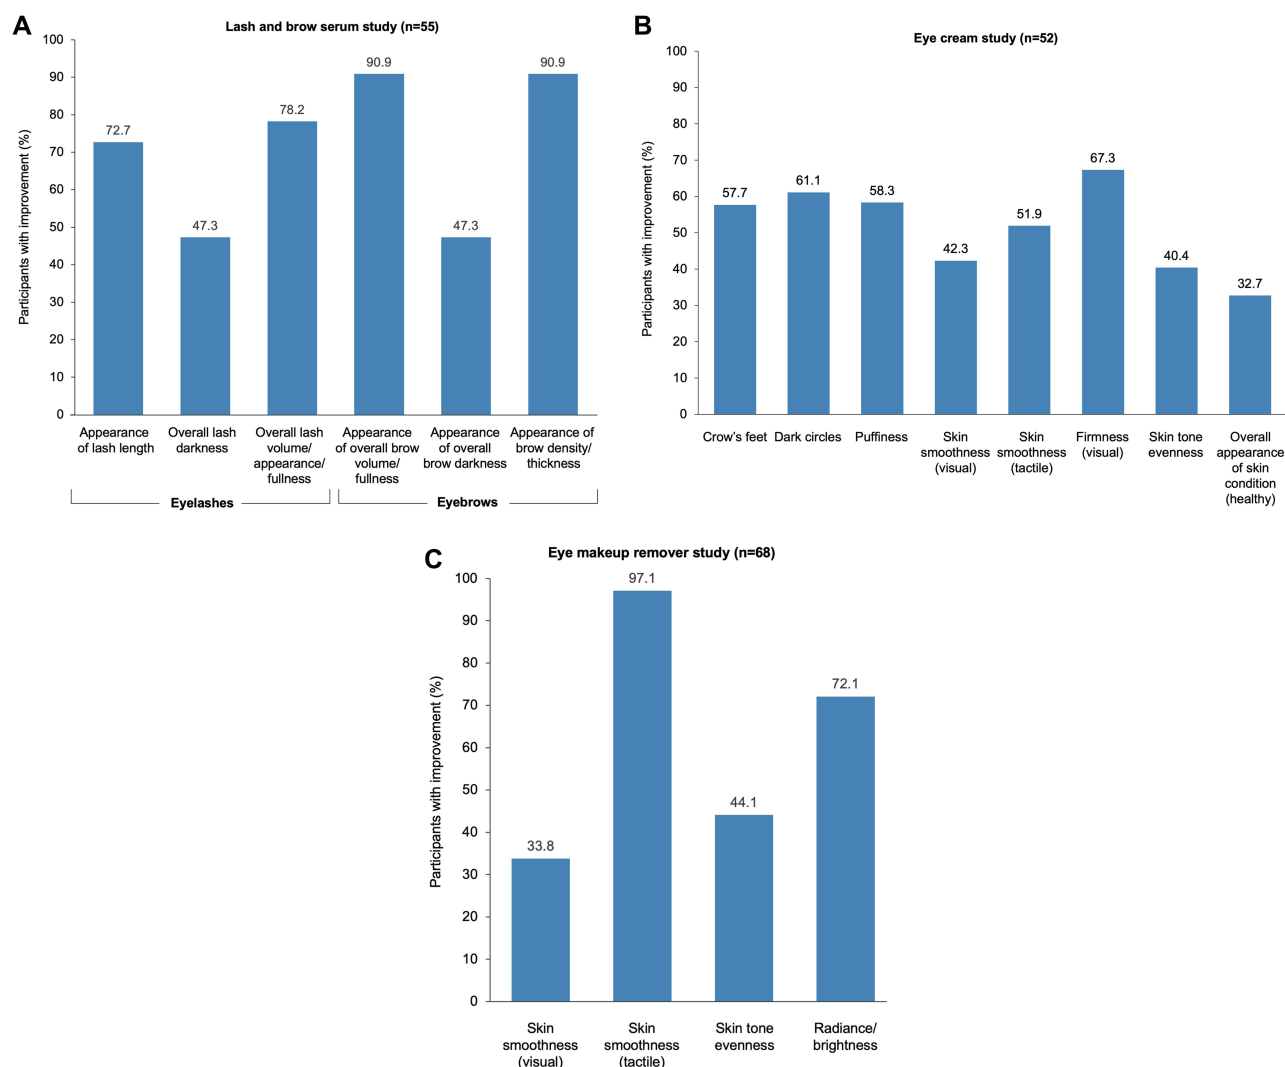 A
Lash and brow serum study (n=55)
Participants with improvement (%)
100
90
80
70
60
50
40
30
20
10
0
72.7
47.3
78.2
90.9
47.3
90.9
Appearance
of lash length
Overall lash
darkness
Overall lash
volume/
appearance/
fullness
Appearance
of overall brow
volume/
fullness
Appearance
of overall
brow darkness
Appearance of
brow density/
thickness
Eyelashes
Eyebrows
B
Eye cream study (n=52)
Participants with improvement (%)
100
90
80
70
60
50
40
30
20
10
0
57.7
61.1
58.3
42.3
51.9
67.3
40.4
32.7
Crow's feet
Dark circles
Puffiness
Skin
smoothness
(visual)
Skin
smoothness
(tactile)
Firmness
(visual)
Skin tone
evenness
Overall
appearance
of skin
condition
(healthy)
C
Eye makeup remover study (n=68)
Participants with improvement (%)
100
90
80
70
60
50
40
30
20
10
0
33.8
97.1
44.1
72.1
Skin
smoothness
(visual)
Skin
smoothness
(tactile)
Skin tone
evenness
Radiance/
brightness